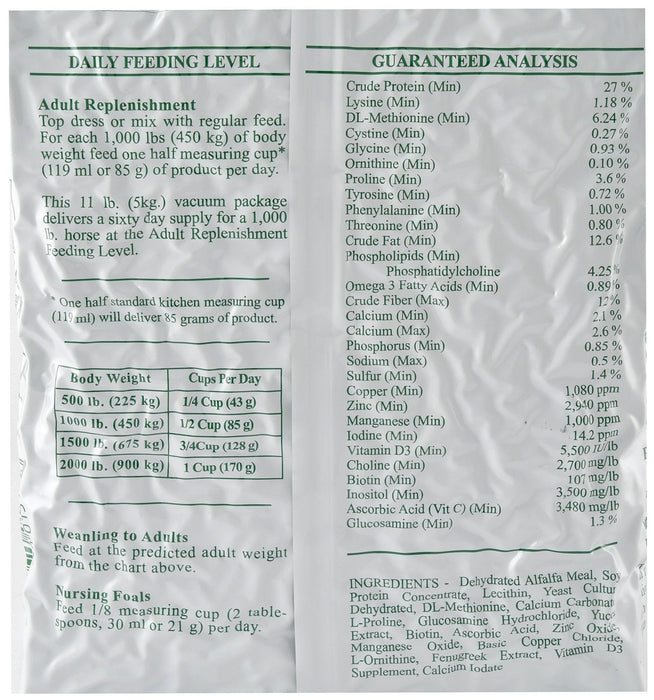 DAILY FEEDING LEVEL
Adult Replenishment
Top dress or mix with regular feed.
For each 1,000 lbs (450 kg) of body
weight feed one half measuring cup*
(119 ml or 85 g) of product per day.
This 11 lb. (5kg.) vacuum package
delivers a sixty day supply for a 1,000
lb. horse at the Adult Replenishment
Feeding Level.
* One half standard kitchen measuring cup
(119 ml) will deliver 85 grams of product.
Body Weight Cups Per Day
500 lb. (225 kg) 1/4 Cup (43 g)
1000 lb. (450 kg) 1/2 Cup (85 g)
1500 lb. (675 kg) 3/4Cup (128 g)
2000 lb. (900 kg) 1 Cup (170 g)
Weanling to Adults
Feed at the predicted adult weight
from the chart above.
Nursing Foals
Feed 1/8 measuring cup (2 table-
spoons, 30 ml or 21 g) per day.
GUARANTEED ANALYSIS
Crude Protein (Min) 27 %
Lysine (Min) 1.18 %
DL-Methionine (Min) 6.24 %
Cystine (Min) 0.27 %
Glycine (Min) 0.93 %
Ornithine (Min) 0.10 %
Proline (Min) 3.6 %
Tyrosine (Min) 0.72 %
Phenylalanine (Min) 1.00 %
Threonine (Min) 0.80 %
Crude Fat (Min) 12.6 %
Phospholipids (Min)
Phosphatidylcholine 4.25%
Omega 3 Fatty Acids (Min) 0.89%
Crude Fiber (Max) 12%
Calcium (Min) 2.1 %
Calcium (Max) 2.6 %
Phosphorus (Min) 0.85 %
Sodium (Max) 0.5 %
Sulfur (Min) 1.4 %
Copper (Min) 1,080 ppm
Zinc (Min) 2,940 ppm
Manganese (Min) 1,000 ppm
Iodine (Min) 14.2 ppm
Vitamin D3 (Min) 5,500 IU/lb
Choline (Min) 2,700 mg/lb
Biotin (Min) 107 mg/lb
Inositol (Min) 3,500 mg/lb
Ascorbic Acid (Vit C) (Min) 3,480 mg/lb
Glucosamine (Min) 1.3 %
INGREDIENTS - Dehydrated Alfalfa Meal, Soy
Protein Concentrate, Lecithin, Yeast Cultur
Dehydrated, DL-Methionine, Calcium Carbonat
L-Proline, Glucosamine Hydrochloride, Yucc
Extract, Biotin, Ascorbic Acid, Zinc Oxide,
Manganese Oxide, Basic Copper Chloride,
L-Ornithine, Fenugreek Extract, Vitamin D3
Supplement, Calcium Iodate